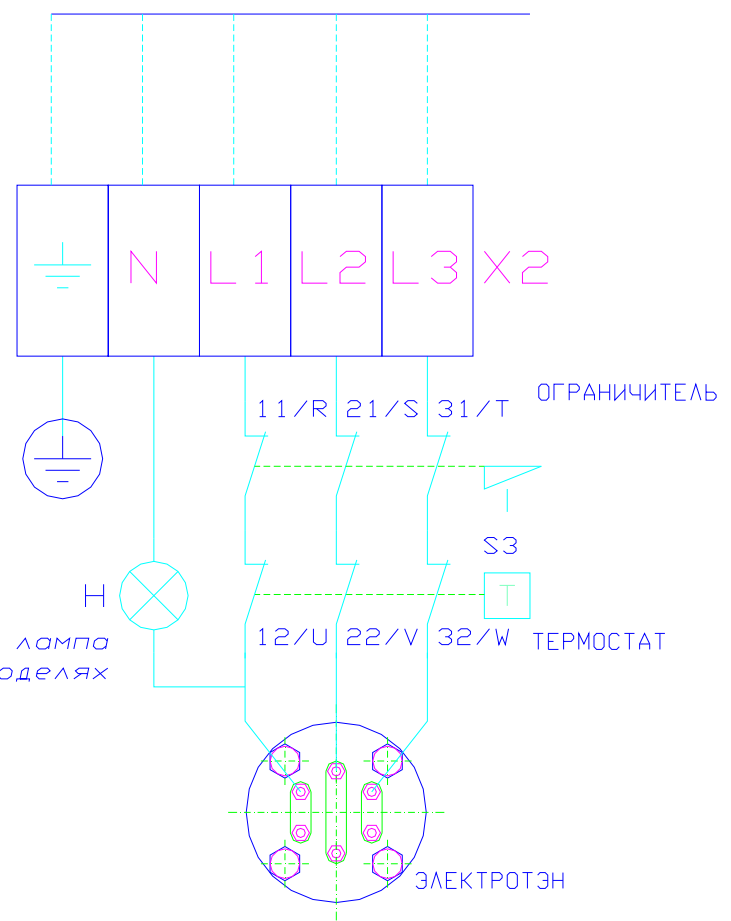 N L1 L2 L3 X2
ОГРАНИЧИТЕЛЬ
11/R 21/S 31/T
S3
H
T
12/U 22/V 32/W ТЕРМОСТАТ
лампа
ЭЛЕКТРОТЭН